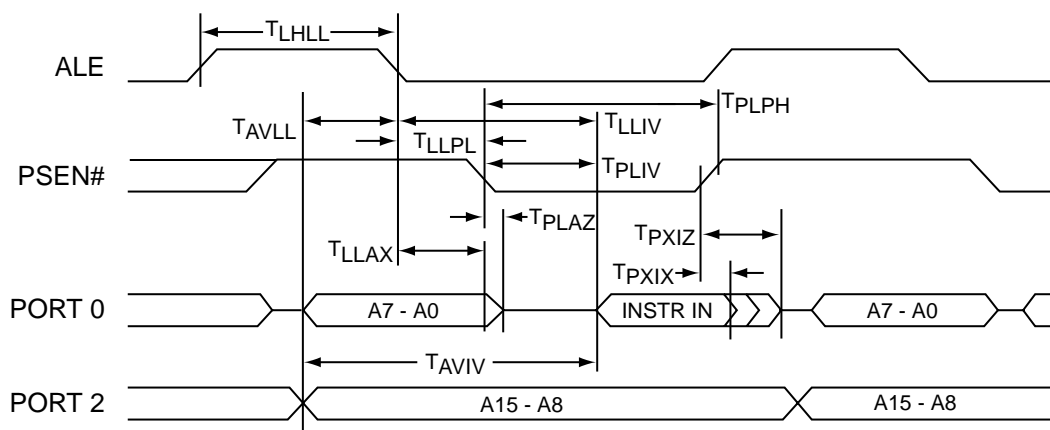 TLHLL
ALE
TPLPH
TAVLL
TLLIV
TLLPL
PSEN#
TPLIV
TPLAZ
TPXIZ
TLLAX
TPXIX
PORT 0
A7 - A0
INSTR IN
A7 - A0
TAVIV
PORT 2
A15 - A8
A15 - A8